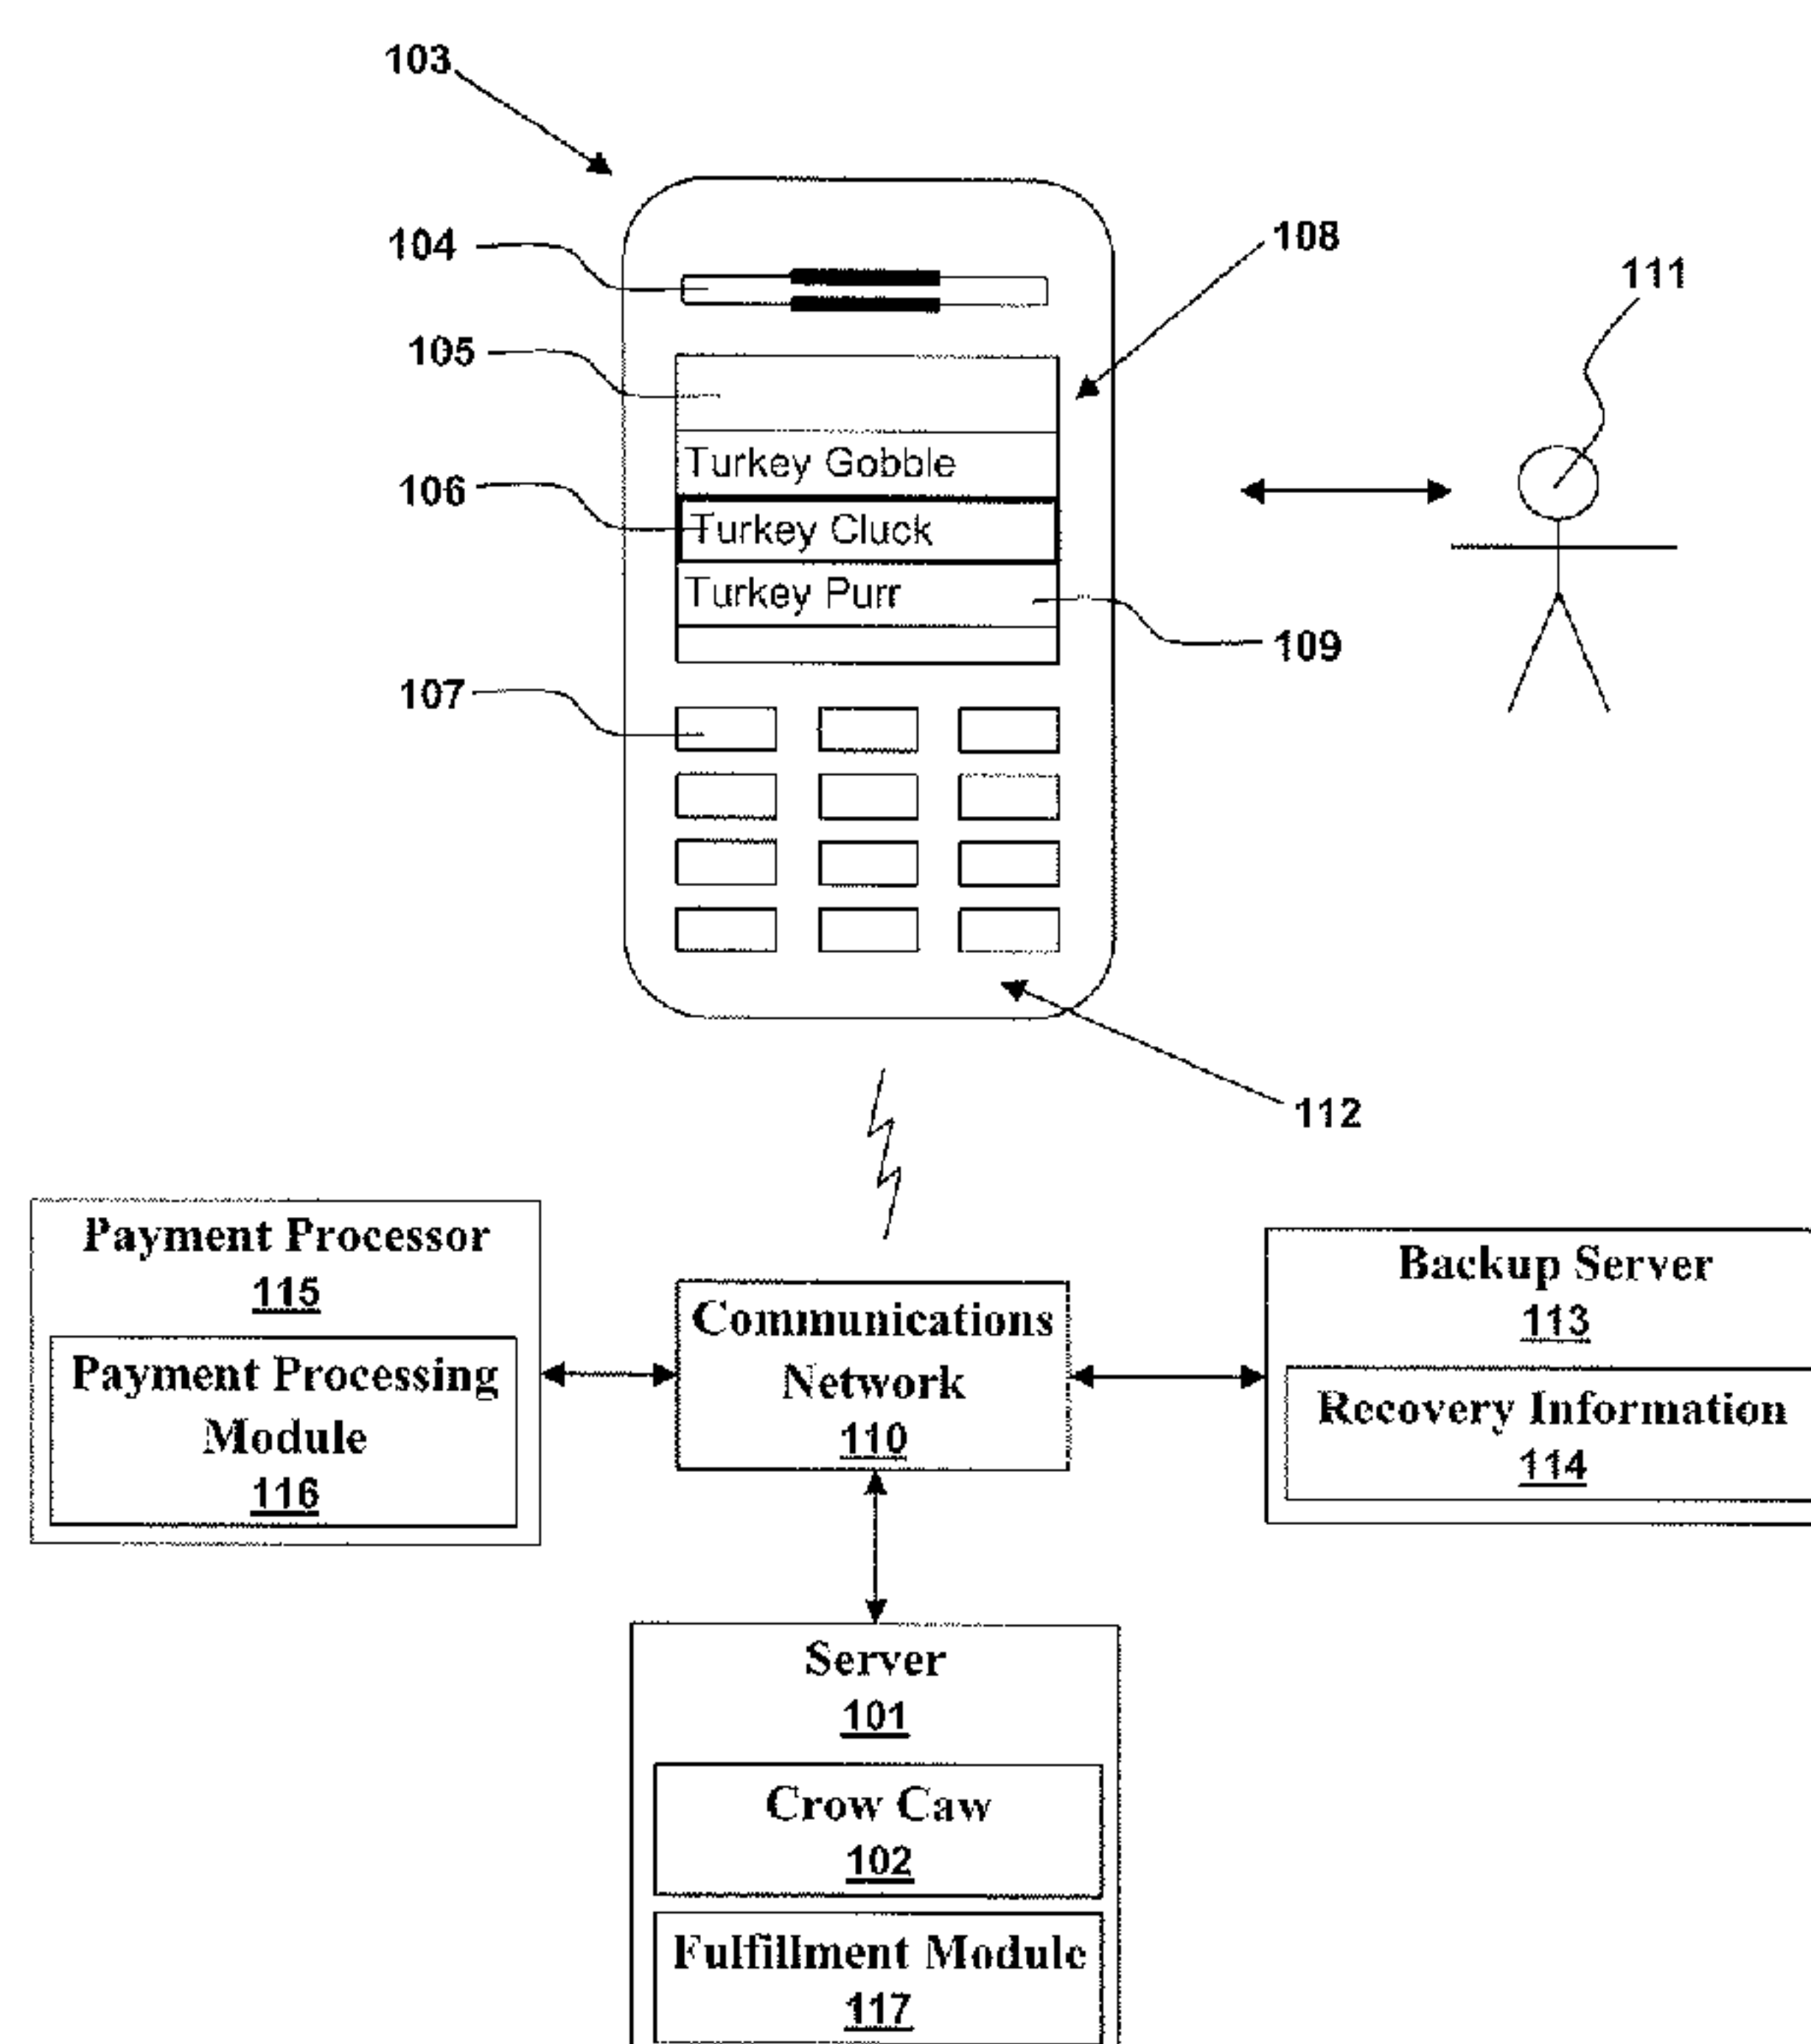 103
104
108
111
105
Turkey Gobble
106
Turkey Cluck
Turkey Purr
109
107
112
Payment Processor
115
Payment Processing
Module
116
Communications
Network
110
Backup Server
113
Recovery Information
114
Server
101
Crow Caw
102
Fulfillment Module
117